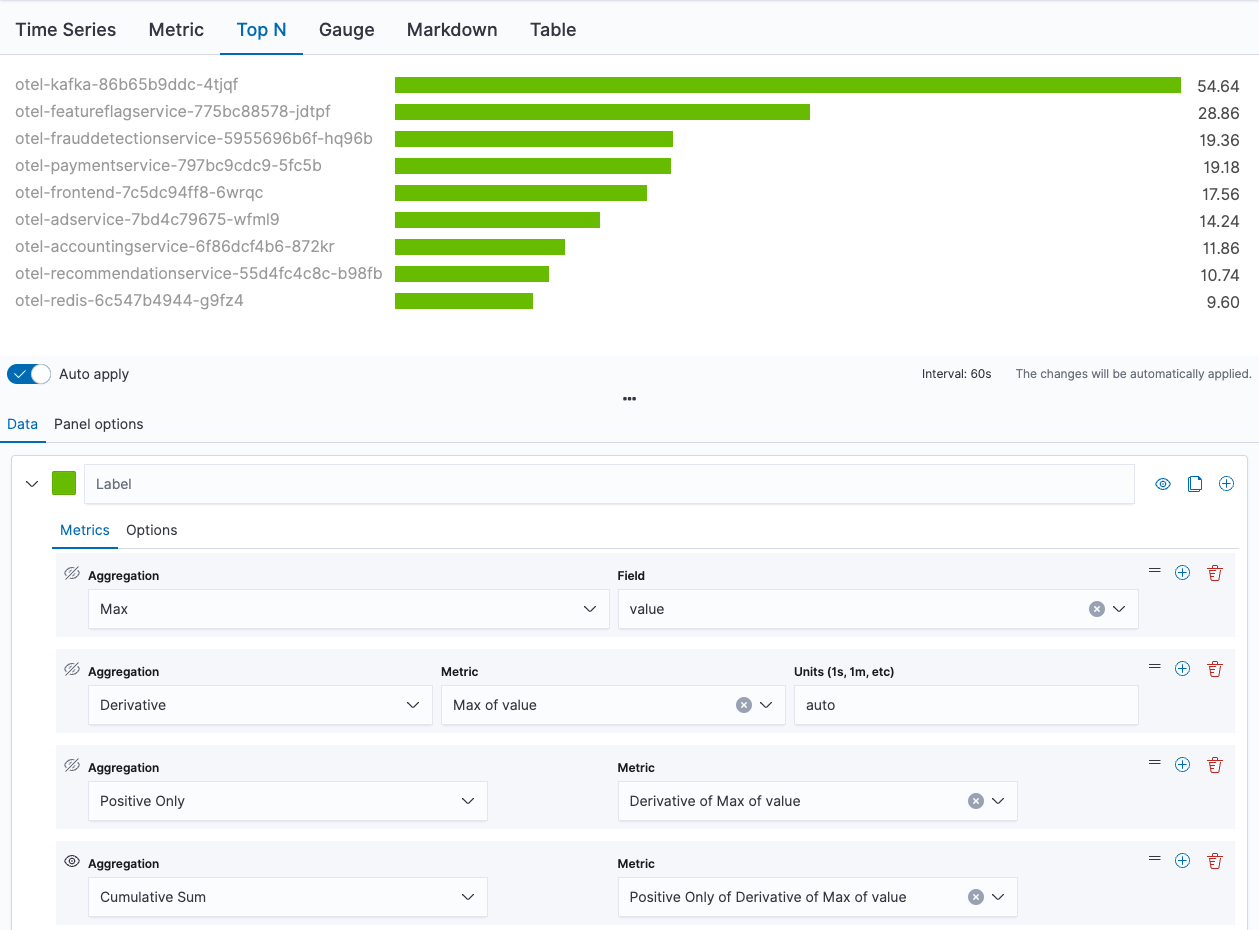 Time Series Metric Top N Gauge Markdown Table
otel-kafka-86b65b9ddc-4tjqf 54.64
otel-featureflagservice-775bc88578-jdtpf 28.86
otel-frauddetectionservice-5955696b6f-hq96b 19.36
otel-paymentservice-797bc9cdc9-5fc5b 19.18
otel-frontend-7c5dc94ff8-6wrqc 17.56
otel-adservice-7bd4c79675-wfml9 14.24
otel-accountingservice-6f86dcf4b6-872kr 11.86
otel-recommendationservice-55d4fc4c8c-b98fb 10.74
otel-redis-6c547b4944-g9fz4 9.60
Auto apply Interval: 60s The changes will be automatically applied.
Data Panel options
Label
Metrics Options
Aggregation Field
Max value
Aggregation Metric Units (1s, 1m, etc)
Derivative Max of value auto
Aggregation Metric
Positive Only Derivative of Max of value
Aggregation Metric
Cumulative Sum Positive Only of Derivative of Max of value